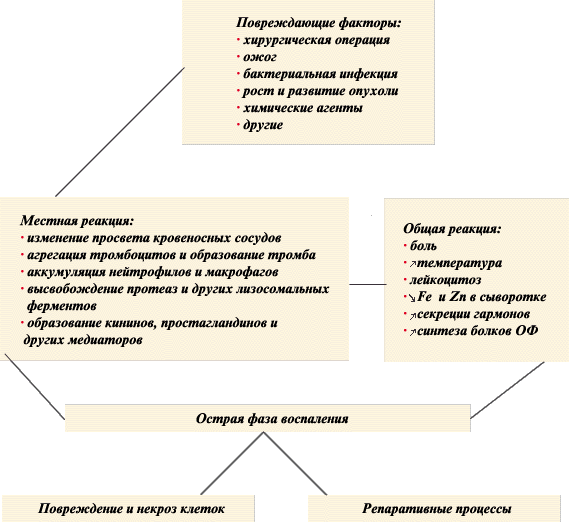 Повреждающие факторы:
· хирургическая операция
· ожог
· бактериальная инфекция
· рост и развитие опухоли
· химические агенты
· другие
Местная реакция:
· изменение просвета кровеносных сосудов
· агрегация тромбоцитов и образование тромба
· аккумуляция нейтрофилов и макрофагов
· высвобождение протеаз и других лизосомальных
ферментов
· образование кининов, простагландинов и
других медиаторов
Общая реакция:
· боль
· ↗температура
· лейкоцитоз
· ↘Fe и Zn в сыворотке
· ↗секреции гармонов
· ↗синтеза болков ОФ
Острая фаза воспаления
Повреждение и некроз клеток
Репаративные процессы